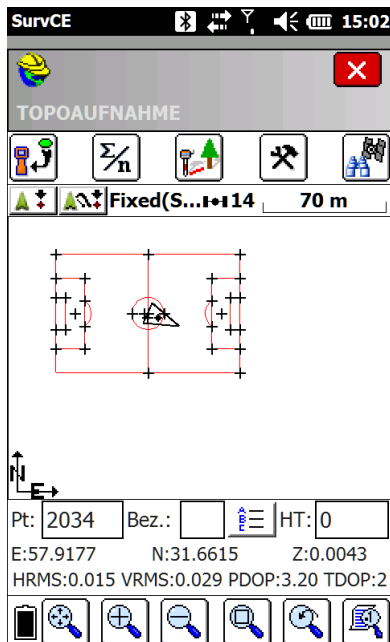 SurvCE 15:02
TOPOAUFNAHME
Σ/n
Fixed(S... 14 70 m
N
E
Pt: 2034 Bez.: ABC HT: 0
E:57.9177 N:31.6615 Z:0.0043
HRMS:0.015 VRMS:0.029 PDOP:3.20 TDOP:2